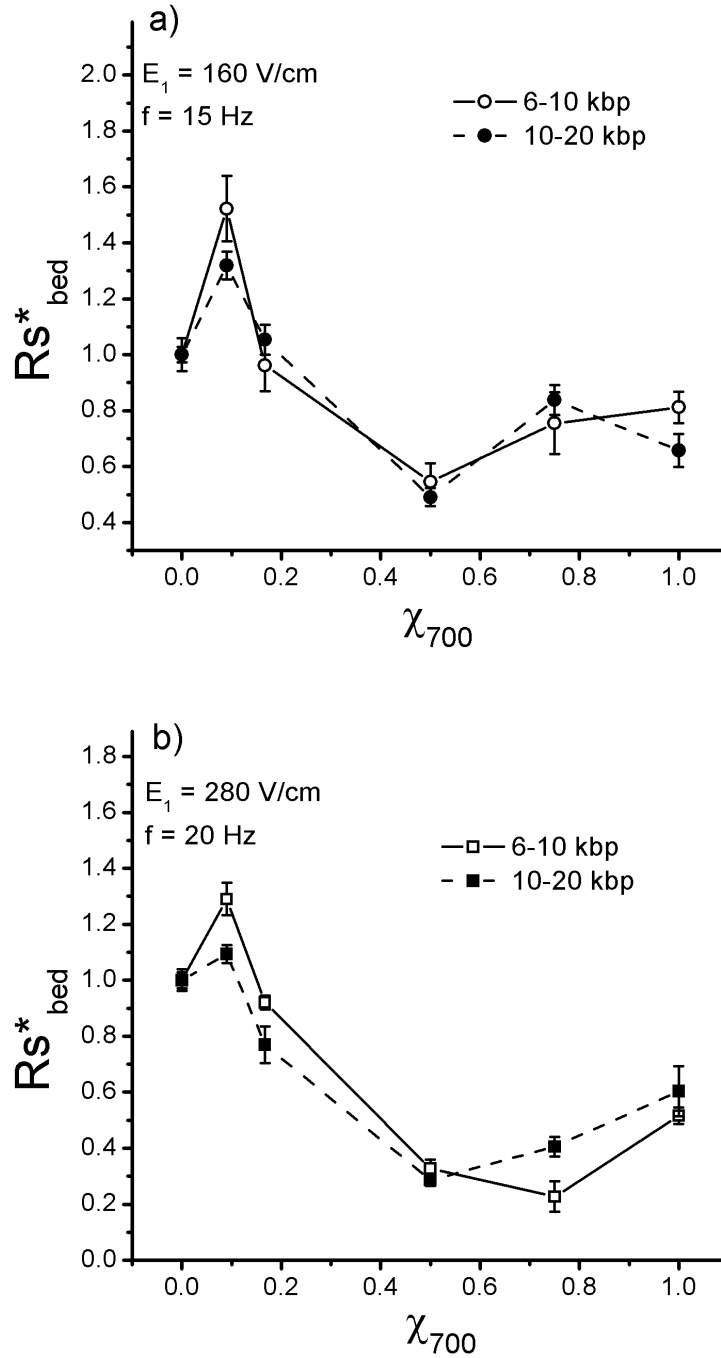 a)
E₁ = 160 V/cm
f = 15 Hz
6-10 kbp
10-20 kbp
2.0
1.8
1.6
1.4
1.2
1.0
0.8
0.6
0.4
Rs*bed
0.0 0.2 0.4 0.6 0.8 1.0
χ700
b)
E₁ = 280 V/cm
f = 20 Hz
6-10 kbp
10-20 kbp
1.8
1.6
1.4
1.2
1.0
0.8
0.6
0.4
0.2
0.0
Rs*bed
0.0 0.2 0.4 0.6 0.8 1.0
χ700